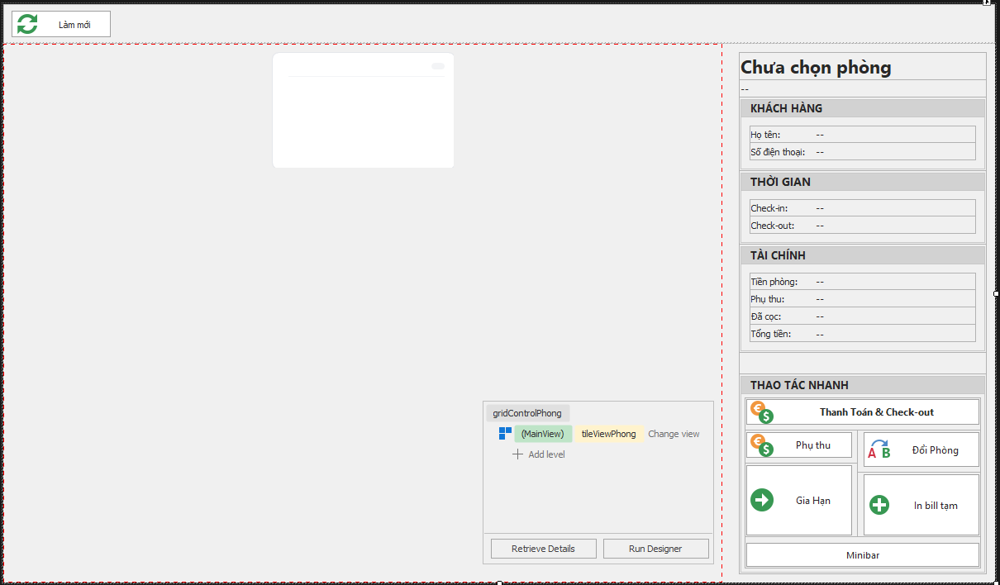 Làm mới
Chưa chọn phòng
--
KHÁCH HÀNG
Họ tên: --
Số điện thoại: --
THỜI GIAN
Check-in: --
Check-out: --
TÀI CHÍNH
Tiền phòng: --
Phụ thu: --
Đã cọc: --
Tổng tiền: --
THAO TÁC NHANH
€ $ Thanh Toán & Check-out
€ $ Phụ thu
A B Đổi Phòng
Gia Hạn
In bill tạm
Minibar
gridControlPhong
(MainView) tileViewPhong Change view
Add level
Retrieve Details Run Designer